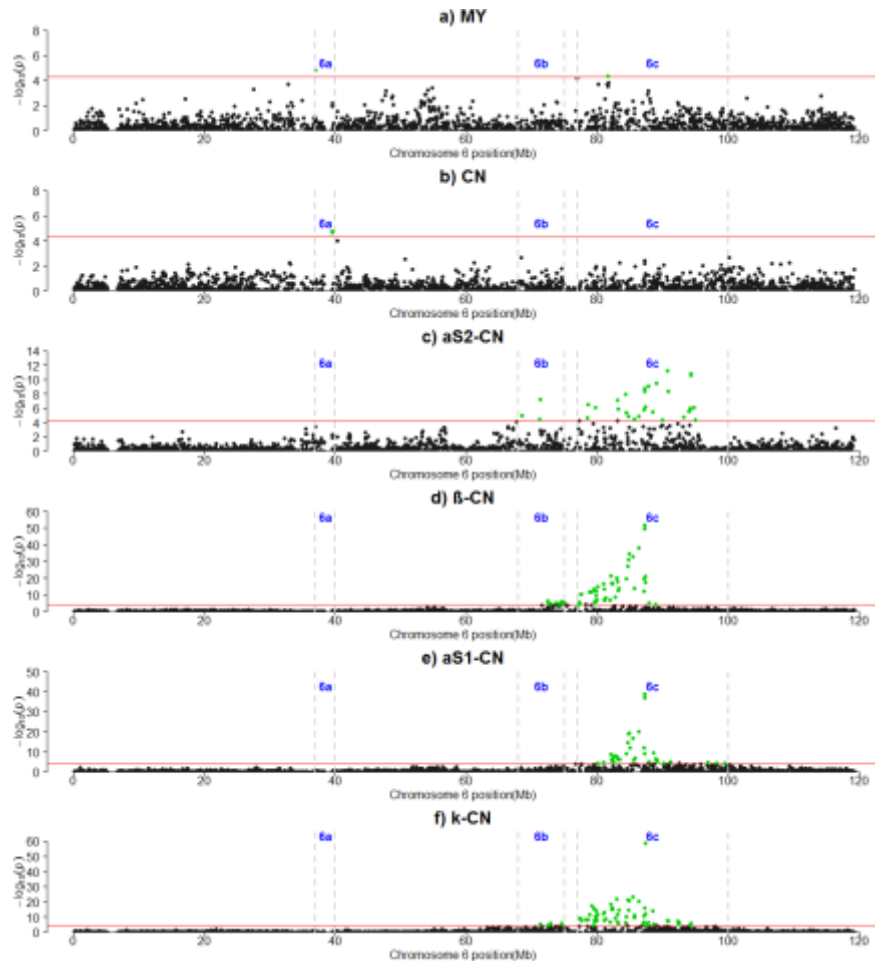 a) MY
8
6
4
2
0
−log₁₀(p)
6a 6b 6c
0 20 40 60 80 100 120
Chromosome 6 position(Mb)
b) CN
8
6
4
2
0
−log₁₀(p)
6a 6b 6c
0 20 40 60 80 100 120
Chromosome 6 position(Mb)
c) aS2-CN
14
12
10
8
6
4
2
0
−log₁₀(p)
6a 6b 6c
0 20 40 60 80 100 120
Chromosome 6 position(Mb)
d) ß-CN
60
50
40
30
20
10
0
−log₁₀(p)
6a 6b 6c
0 20 40 60 80 100 120
Chromosome 6 position(Mb)
e) aS1-CN
50
40
30
20
10
0
−log₁₀(p)
6a 6b 6c
0 20 40 60 80 100 120
Chromosome 6 position(Mb)
f) k-CN
60
50
40
30
20
10
0
−log₁₀(p)
6a 6b 6c
0 20 40 60 80 100 120
Chromosome 6 position(Mb)